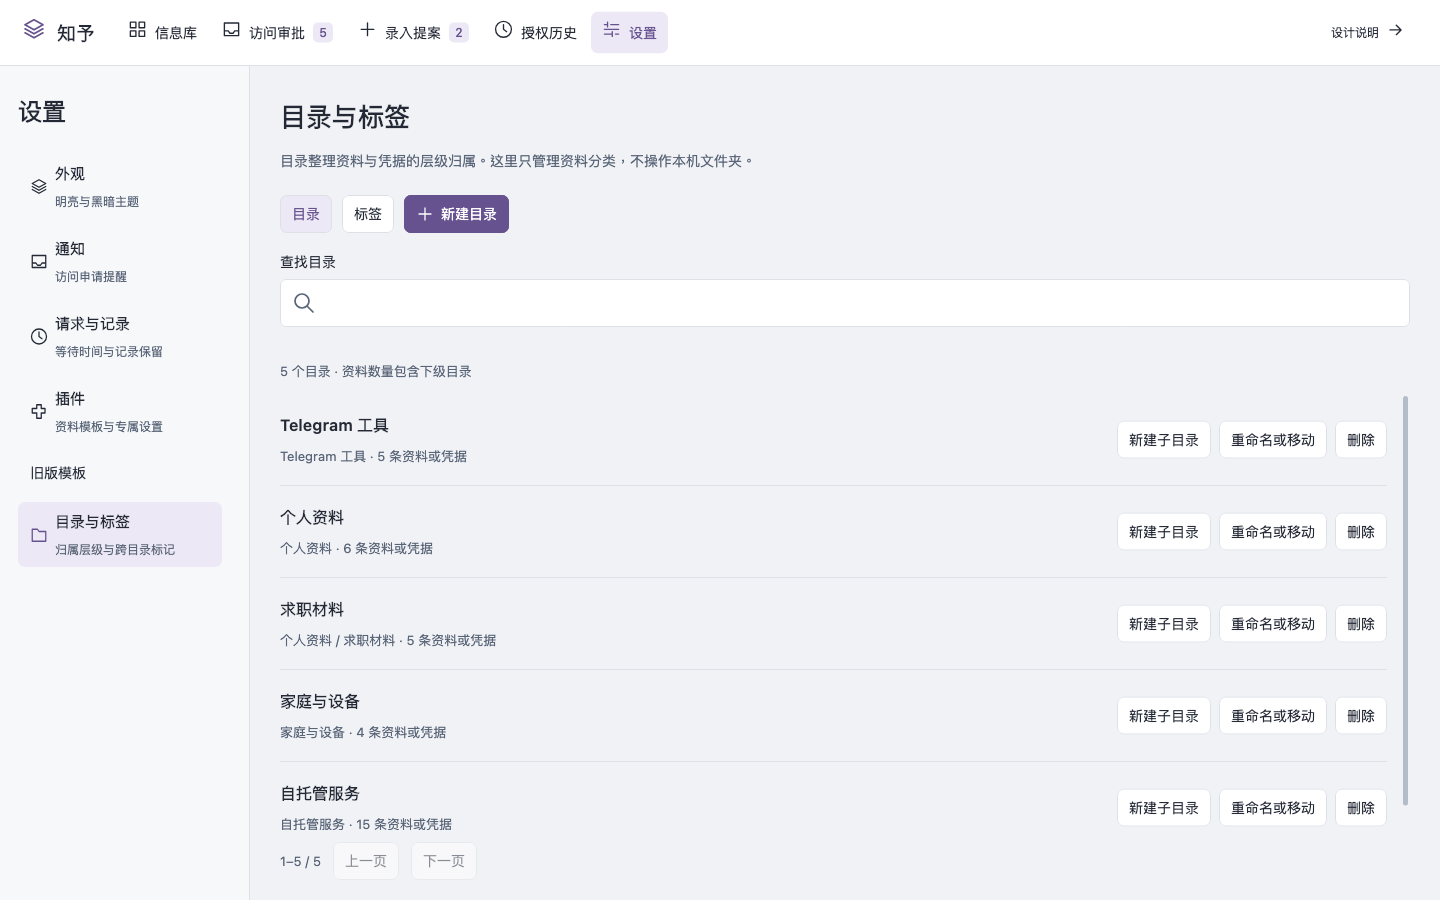 知予
信息库
访问审批 5
录入提案 2
授权历史
设置
设计说明
设置
外观
明亮与黑暗主题
通知
访问申请提醒
请求与记录
等待时间与记录保留
插件
资料模板与专属设置
旧版模板
目录与标签
归属层级与跨目录标记
目录与标签
目录整理资料与凭据的层级归属。这里只管理资料分类，不操作本机文件夹。
目录
标签
新建目录
查找目录
5 个目录 · 资料数量包含下级目录
Telegram 工具
Telegram 工具 · 5 条资料或凭据
新建子目录
重命名或移动
删除
个人资料
个人资料 · 6 条资料或凭据
新建子目录
重命名或移动
删除
求职材料
个人资料 / 求职材料 · 5 条资料或凭据
新建子目录
重命名或移动
删除
家庭与设备
家庭与设备 · 4 条资料或凭据
新建子目录
重命名或移动
删除
自托管服务
自托管服务 · 15 条资料或凭据
新建子目录
重命名或移动
删除
1–5 / 5
上一页
下一页